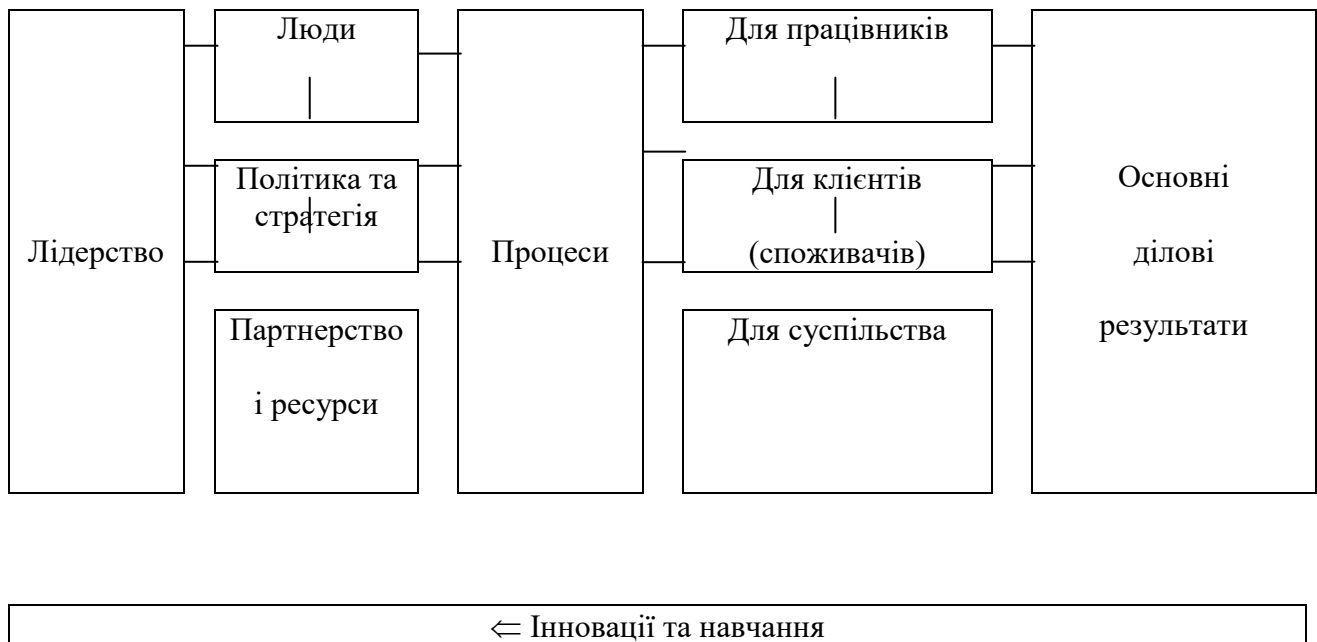 Люди
Для працівників
Політика та
стратегія
Для клієнтів
(споживачів)
Основні
ділові
результати
Лідерство
Процеси
Партнерство
і ресурси
Для суспільства
⇐ Інновації та навчання